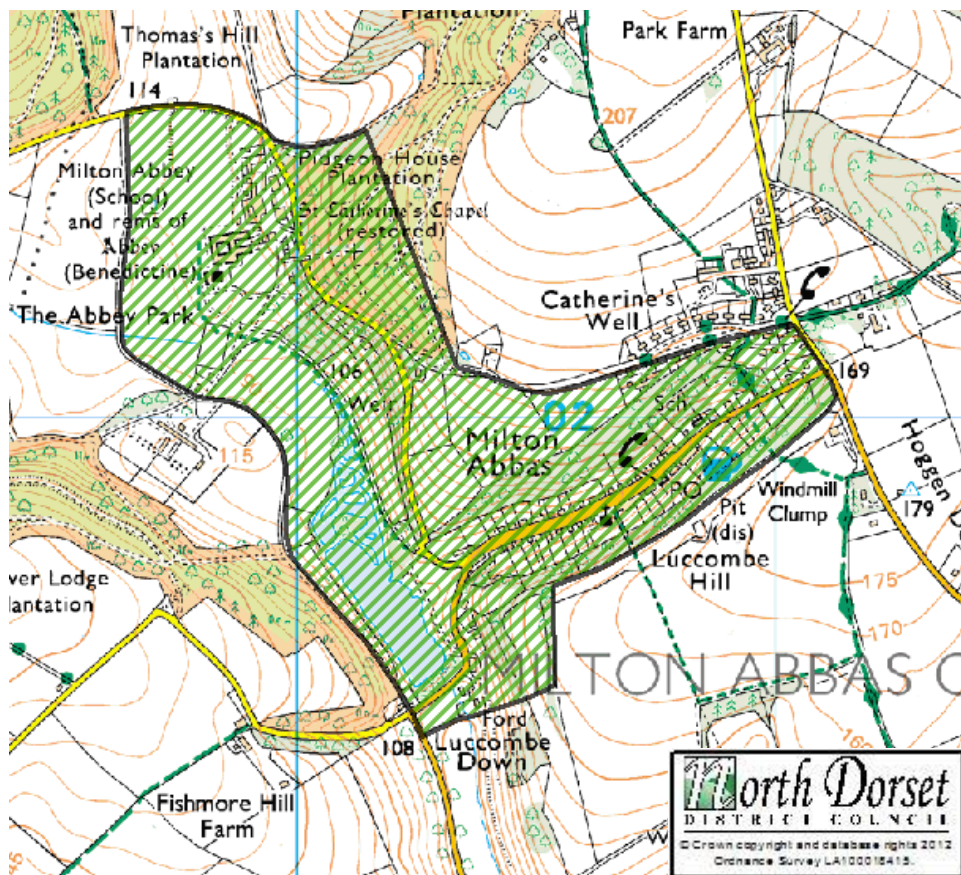 Plantation
Thomas's Hill
Plantation
Park Farm
114
207
Pidgeon House
Plantation
Milton Abbey
(School)
and rems of
Abbey
(Benedictine)
St Catherine's Chapel
(restored)
The Abbey Park
Catherine's
Well
106
Weir
91
169
02
Sch
Milton
Abbas
115
PO
Hoggen D
Pit
(dis)
Windmill
Clump
179
Luccombe
Hill
175
ver Lodge
lantation
170
MILTON ABBAS C
Ford
108
Luccombe
Down
160
Fishmore Hill
Farm
W
North Dorset
DISTRICT COUNCIL
© Crown copyright and database rights 2012
Ordnance Survey LA100018415.